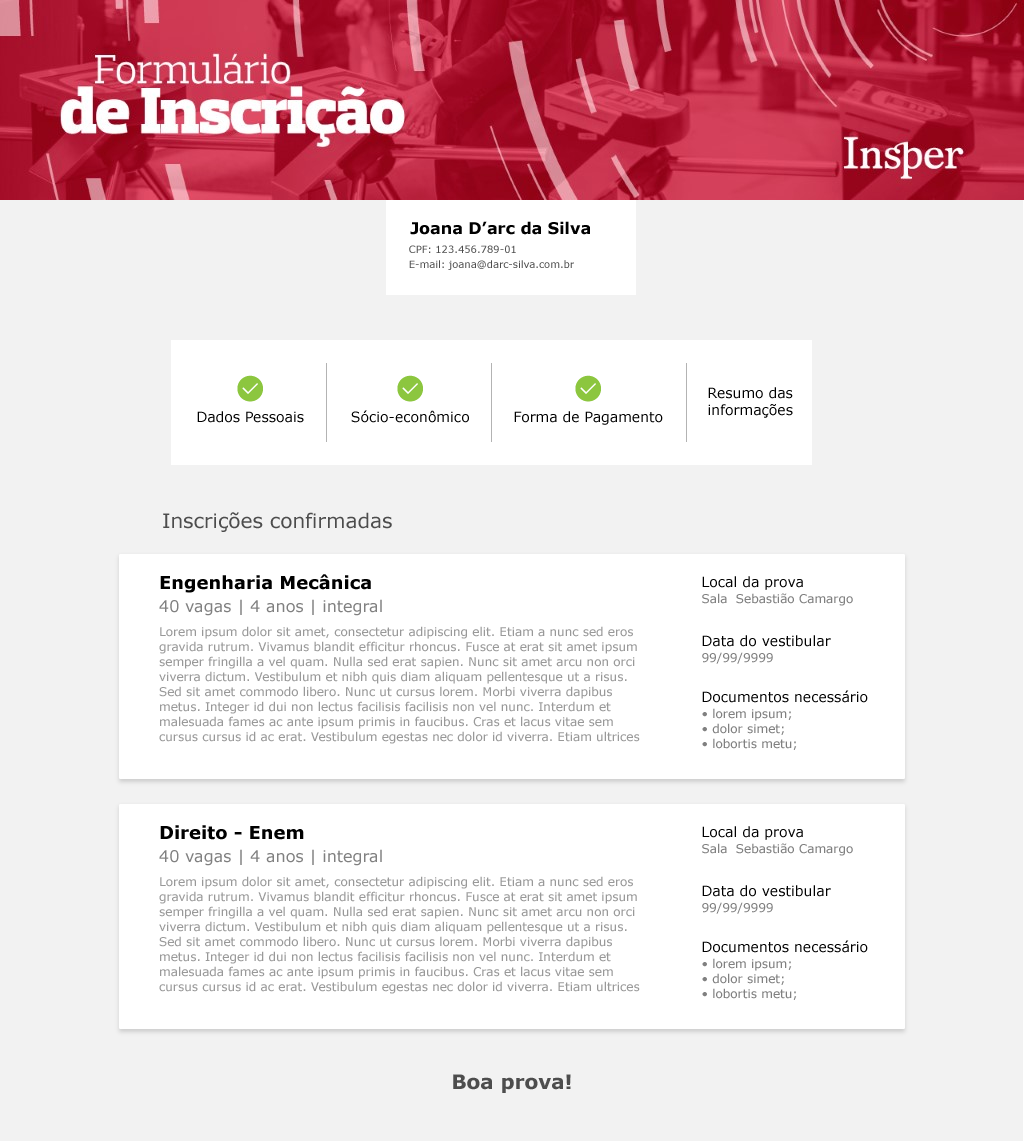 Formulário
de Inscrição
Insper
Joana D’arc da Silva
CPF: 123.456.789-01
E-mail: joana@darc-silva.com.br
Dados Pessoais
Sócio-econômico
Forma de Pagamento
Resumo das
informações
Inscrições confirmadas
Engenharia Mecânica
40 vagas | 4 anos | integral
Lorem ipsum dolor sit amet, consectetur adipiscing elit. Etiam a nunc sed eros
gravida rutrum. Vivamus blandit efficitur rhoncus. Fusce at erat sit amet ipsum
semper fringilla a vel quam. Nulla sed erat sapien. Nunc sit amet arcu non orci
viverra dictum. Vestibulum et nibh quis diam aliquam pellentesque ut a risus.
Sed sit amet commodo libero. Nunc ut cursus lorem. Morbi viverra dapibus
metus. Integer id dui non lectus facilisis facilisis non vel nunc. Interdum et
malesuada fames ac ante ipsum primis in faucibus. Cras et lacus vitae sem
cursus cursus id ac erat. Vestibulum egestas nec dolor id viverra. Etiam ultrices
Local da prova
Sala  Sebastião Camargo
Data do vestibular
99/99/9999
Documentos necessário
• lorem ipsum;
• dolor simet;
• lobortis metu;
Direito – Enem
40 vagas | 4 anos | integral
Lorem ipsum dolor sit amet, consectetur adipiscing elit. Etiam a nunc sed eros
gravida rutrum. Vivamus blandit efficitur rhoncus. Fusce at erat sit amet ipsum
semper fringilla a vel quam. Nulla sed erat sapien. Nunc sit amet arcu non orci
viverra dictum. Vestibulum et nibh quis diam aliquam pellentesque ut a risus.
Sed sit amet commodo libero. Nunc ut cursus lorem. Morbi viverra dapibus
metus. Integer id dui non lectus facilisis facilisis non vel nunc. Interdum et
malesuada fames ac ante ipsum primis in faucibus. Cras et lacus vitae sem
cursus cursus id ac erat. Vestibulum egestas nec dolor id viverra. Etiam ultrices
Local da prova
Sala  Sebastião Camargo
Data do vestibular
99/99/9999
Documentos necessário
• lorem ipsum;
• dolor simet;
• lobortis metu;
Boa prova!